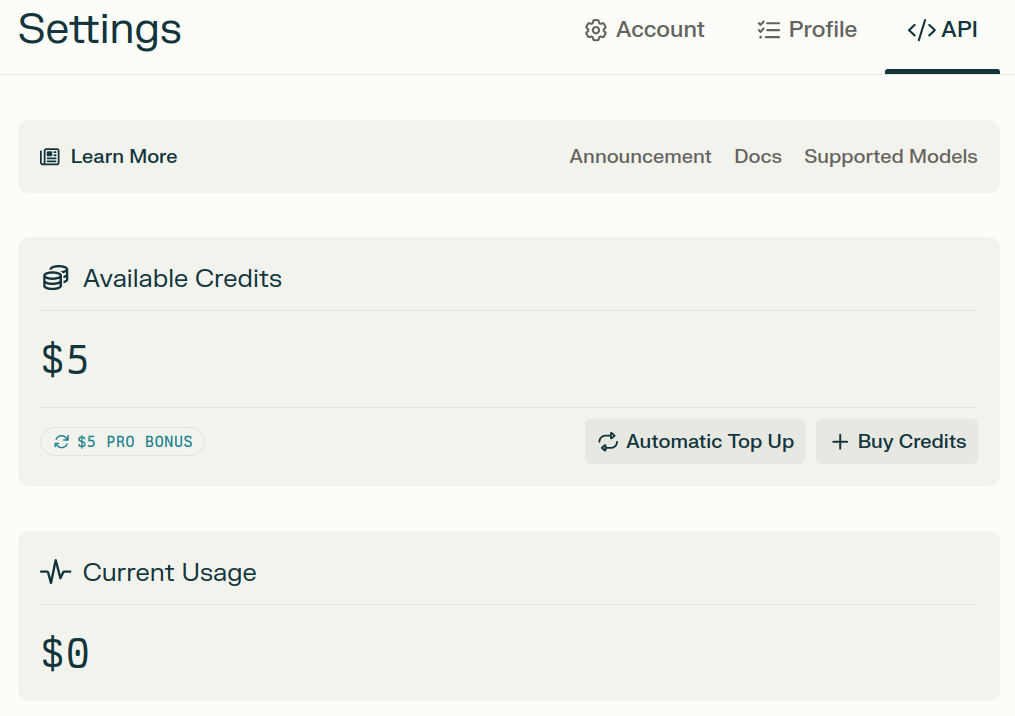 Settings Account Profile </> API
Learn More Announcement Docs Supported Models
Available Credits
$5
$5 PRO BONUS Automatic Top Up + Buy Credits
Current Usage
$0